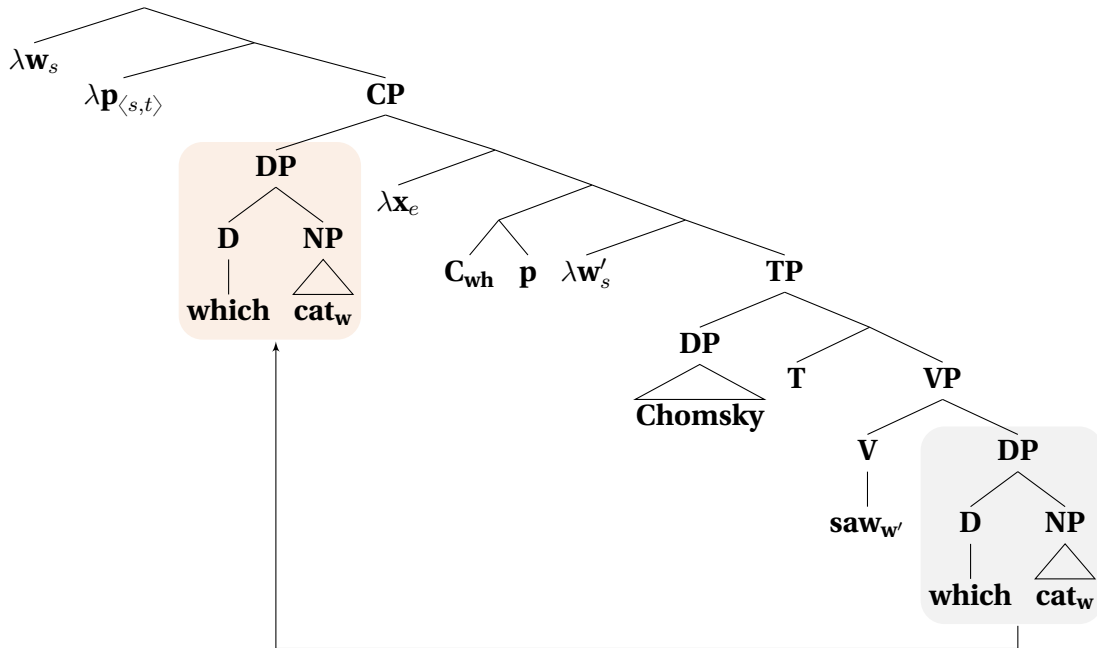 λw_s
λp_⟨s,t⟩
CP
DP
λx_e
D NP
C_wh p λw′_s TP
which cat_w
DP
T VP
Chomsky
V DP
saw_w′ D NP
which cat_w